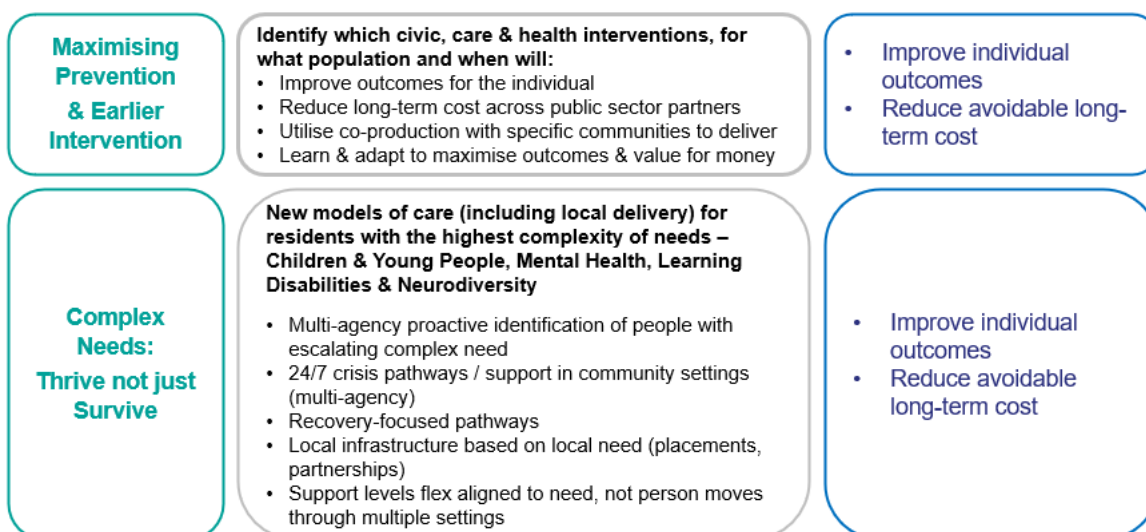 Maximising
Prevention
& Earlier
Intervention
Identify which civic, care & health interventions, for
what population and when will:
• Improve outcomes for the individual
• Reduce long-term cost across public sector partners
• Utilise co-production with specific communities to deliver
• Learn & adapt to maximise outcomes & value for money
• Improve individual
outcomes
• Reduce avoidable long-
term cost
Complex
Needs:
Thrive not just
Survive
New models of care (including local delivery) for
residents with the highest complexity of needs –
Children & Young People, Mental Health, Learning
Disabilities & Neurodiversity
• Multi-agency proactive identification of people with
escalating complex need
• 24/7 crisis pathways / support in community settings
(multi-agency)
• Recovery-focused pathways
• Local infrastructure based on local need (placements,
partnerships)
• Support levels flex aligned to need, not person moves
through multiple settings
• Improve individual
outcomes
• Reduce avoidable
long-term cost